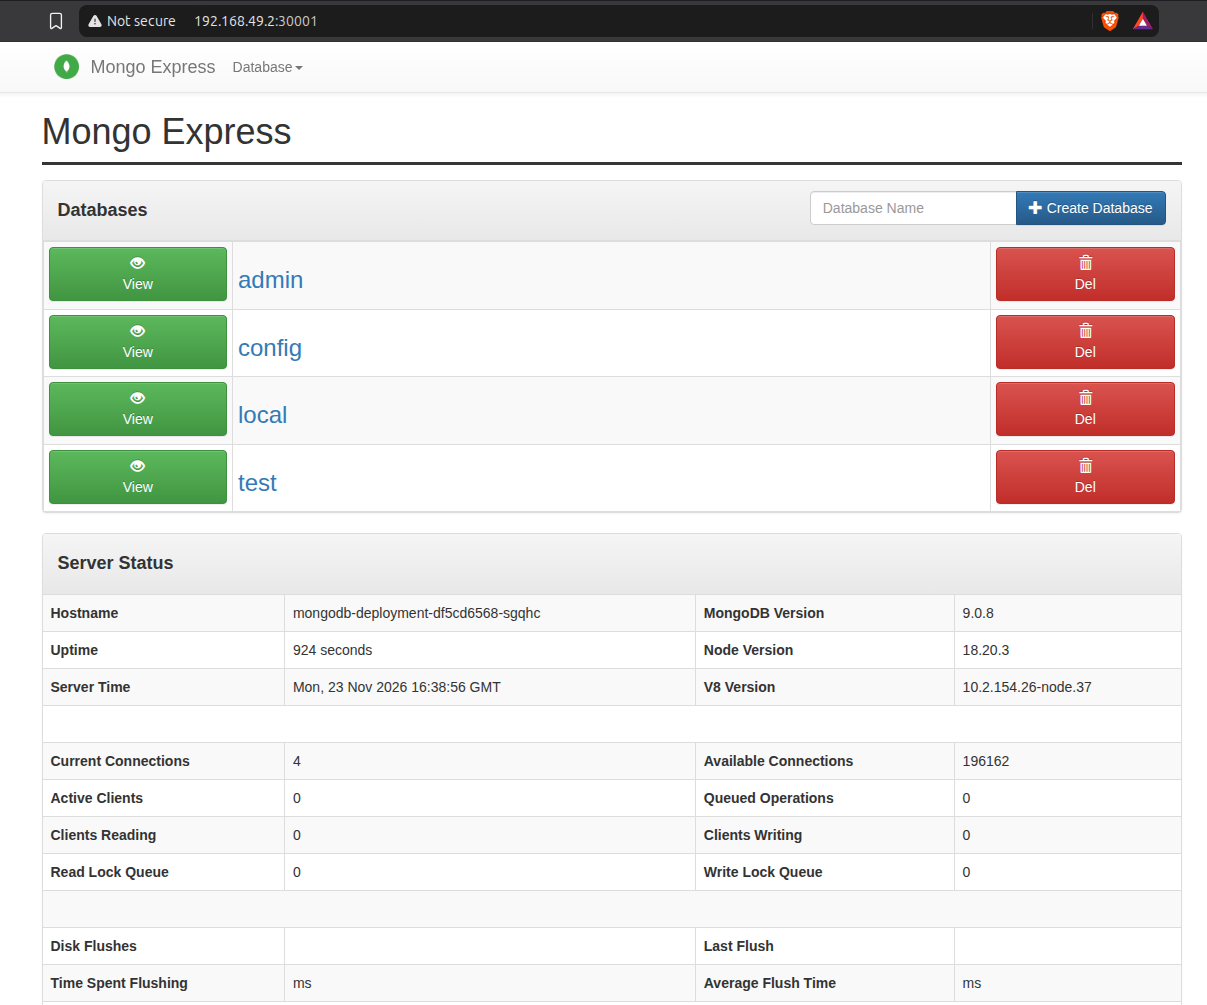 Not secure 192.168.49.2:30001
Mongo Express Database
Mongo Express
Databases Database Name Create Database
View admin Del
View config Del
View local Del
View test Del
Server Status
Hostname mongodb-deployment-df5cd6568-sgqhc MongoDB Version 9.0.8
Uptime 924 seconds Node Version 18.20.3
Server Time Mon, 23 Nov 2026 16:38:56 GMT V8 Version 10.2.154.26-node.37
Current Connections 4 Available Connections 196162
Active Clients 0 Queued Operations 0
Clients Reading 0 Clients Writing 0
Read Lock Queue 0 Write Lock Queue 0
Disk Flushes Last Flush
Time Spent Flushing ms Average Flush Time ms